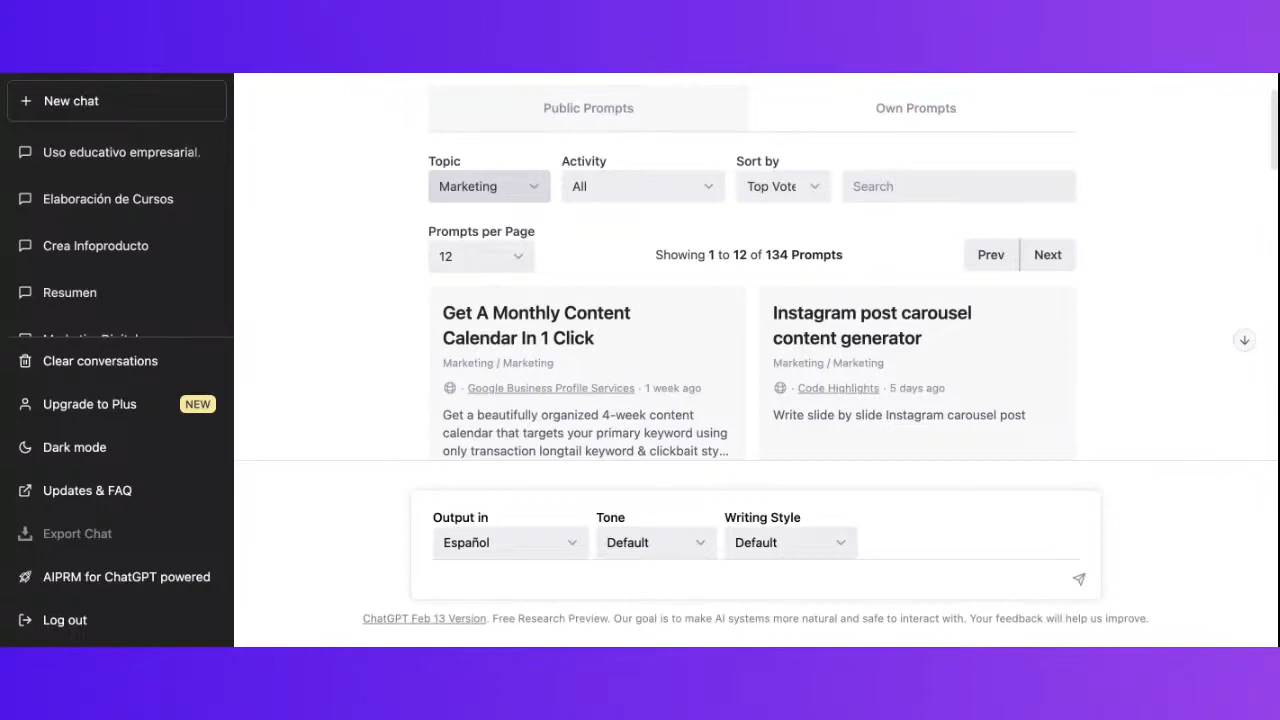 New chat
Uso educativo empresarial.
Elaboración de Cursos
Crea Infoproducto
Resumen
Clear conversations
Upgrade to Plus NEW
Dark mode
Updates & FAQ
Export Chat
AIPRM for ChatGPT powered
Log out
Public Prompts
Own Prompts
Topic
Activity
Sort by
Marketing
All
Top Vote
Search
Prompts per Page
12
Showing 1 to 12 of 134 Prompts
Prev
Next
Get A Monthly Content
Calendar In 1 Click
Marketing / Marketing
· Google Business Profile Services · 1 week ago
Get a beautifully organized 4-week content
calendar that targets your primary keyword using
only transaction longtail keyword & clickbait sty...
Instagram post carousel
content generator
Marketing / Marketing
· Code Highlights · 5 days ago
Write slide by slide Instagram carousel post
Output in
Tone
Writing Style
Español
Default
Default
ChatGPT Feb 13 Version. Free Research Preview. Our goal is to make AI systems more natural and safe to interact with. Your feedback will help us improve.